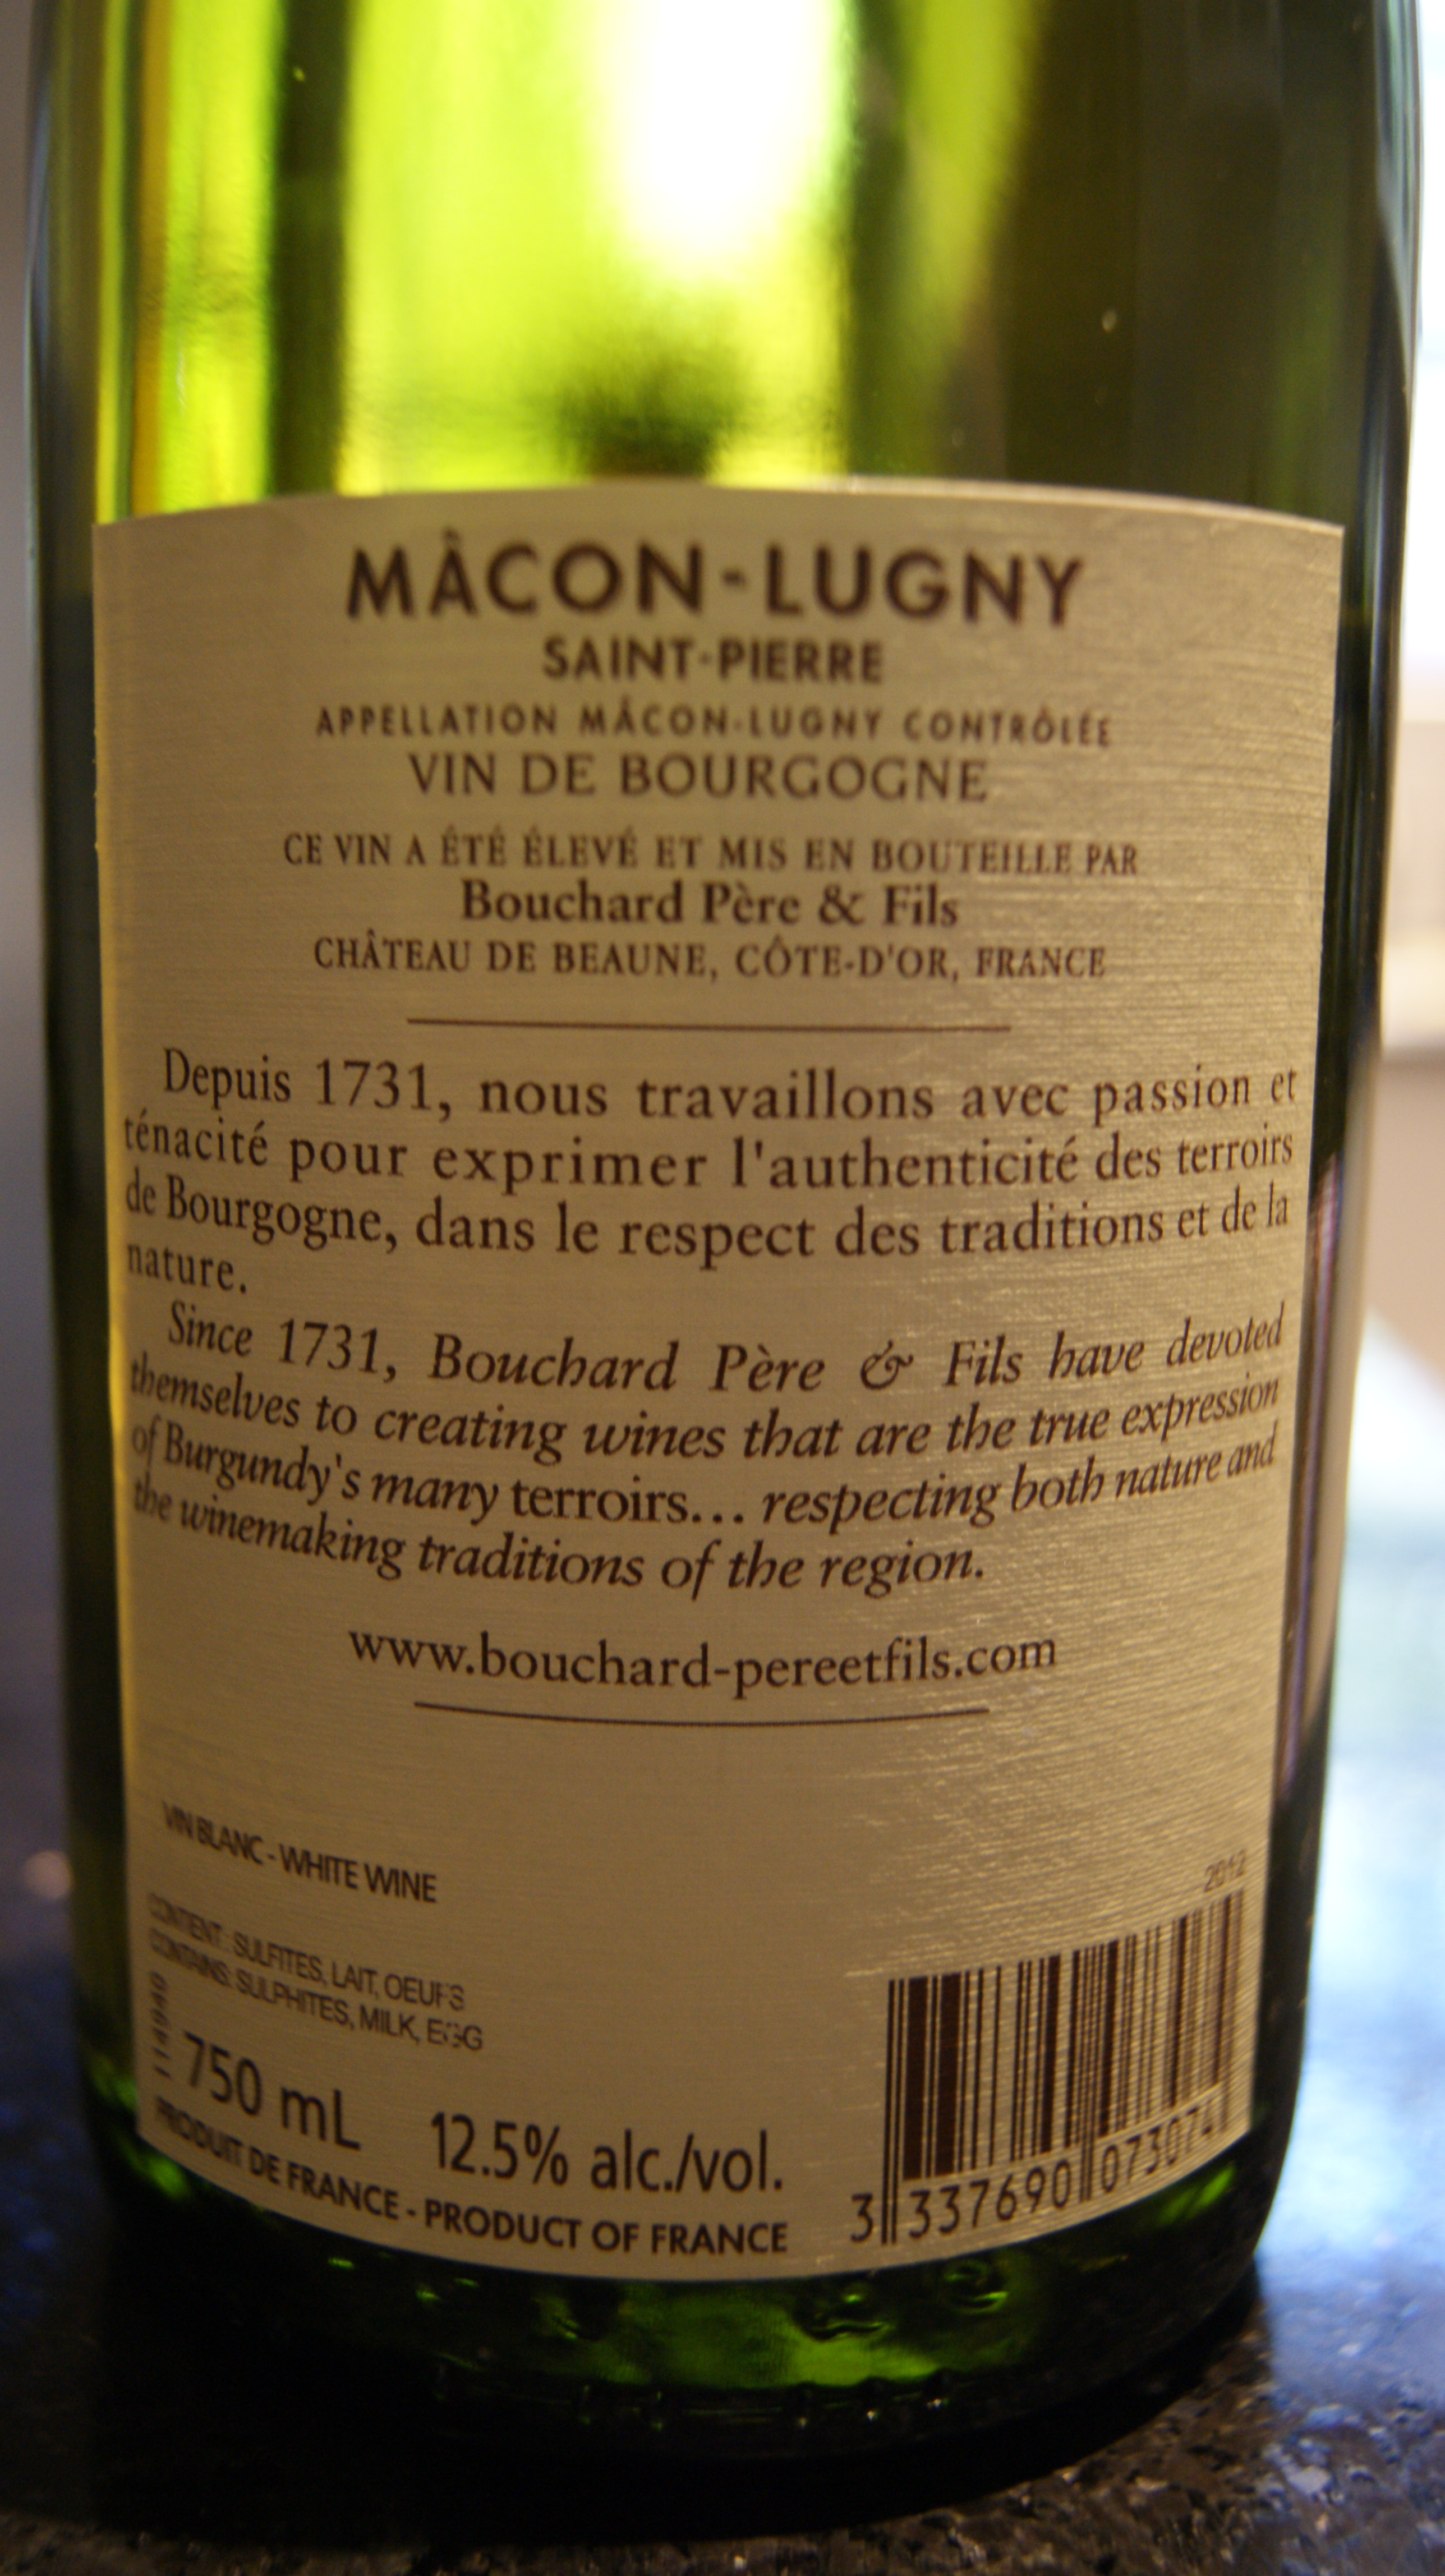 MÂCON-LUGNY
SAINT-PIERRE
APPELLATION MÂCON-LUGNY CONTRÔLÉE
VIN DE BOURGOGNE
CE VIN A ÉTÉ ÉLEVÉ ET MIS EN BOUTEILLE PAR
Bouchard Père & Fils
CHÂTEAU DE BEAUNE, CÔTE-D'OR, FRANCE
Depuis 1731, nous travaillons avec passion et
ténacité pour exprimer l'authenticité des terroirs
de Bourgogne, dans le respect des traditions et de la
nature.
Since 1731, Bouchard Père & Fils have devoted
themselves to creating wines that are the true expression
of Burgundy's many terroirs... respecting both nature and
the winemaking traditions of the region.
www.bouchard-pereetfils.com
VIN BLANC - WHITE WINE
2012
CONTENT: SULFITES, LAIT, OEUFS
CONTAINS: SULPHITES, MILK, EGG
750 mL 12.5% alc./vol.
PRODUIT DE FRANCE - PRODUCT OF FRANCE
3 337690